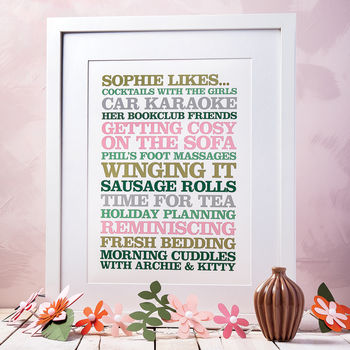 SOPHIE LIKES...
COCKTAILS WITH THE GIRLS
CAR KARAOKE
HER BOOKCLUB FRIENDS
GETTING COSY
ON THE SOFA
PHIL'S FOOT MASSAGES
WINGING IT
SAUSAGE ROLLS
TIME FOR TEA
HOLIDAY PLANNING
REMINISCING
FRESH BEDDING
MORNING CUDDLES
WITH ARCHIE & KITTY